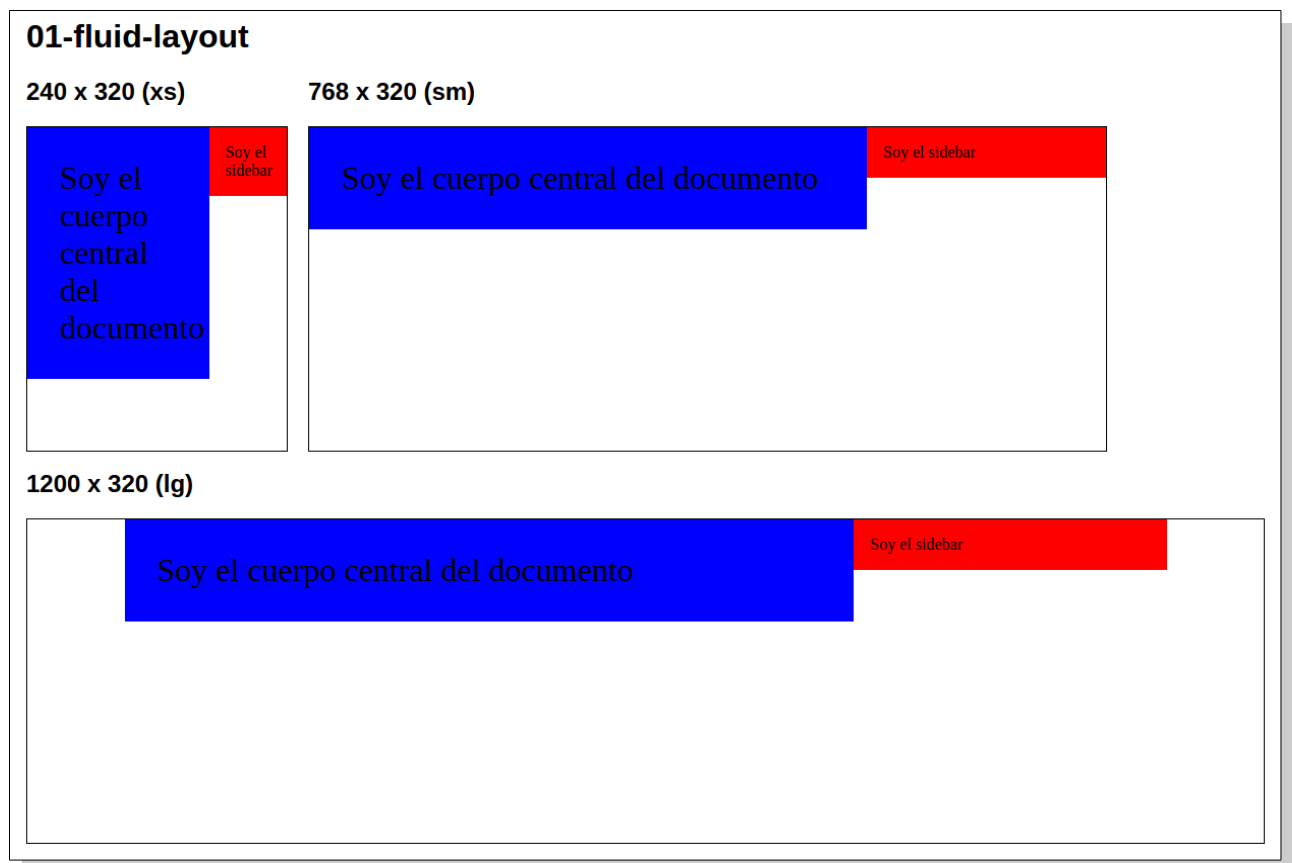 01-fluid-layout
240 x 320 (xs)
Soy el
cuerpo
central
del
documento
Soy el
sidebar
768 x 320 (sm)
Soy el cuerpo central del documento
Soy el sidebar
1200 x 320 (lg)
Soy el cuerpo central del documento
Soy el sidebar